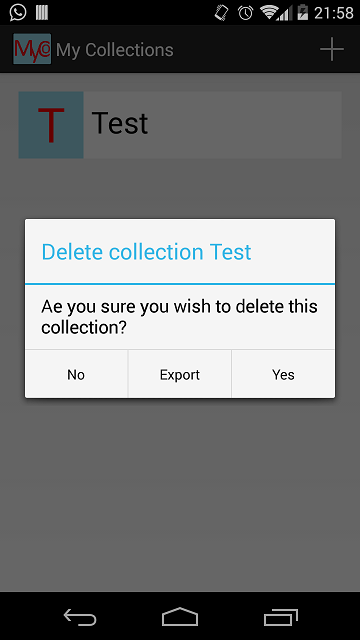 21:58
My@ My Collections
T Test
Delete collection Test
Ae you sure you wish to delete this
collection?
No Export Yes